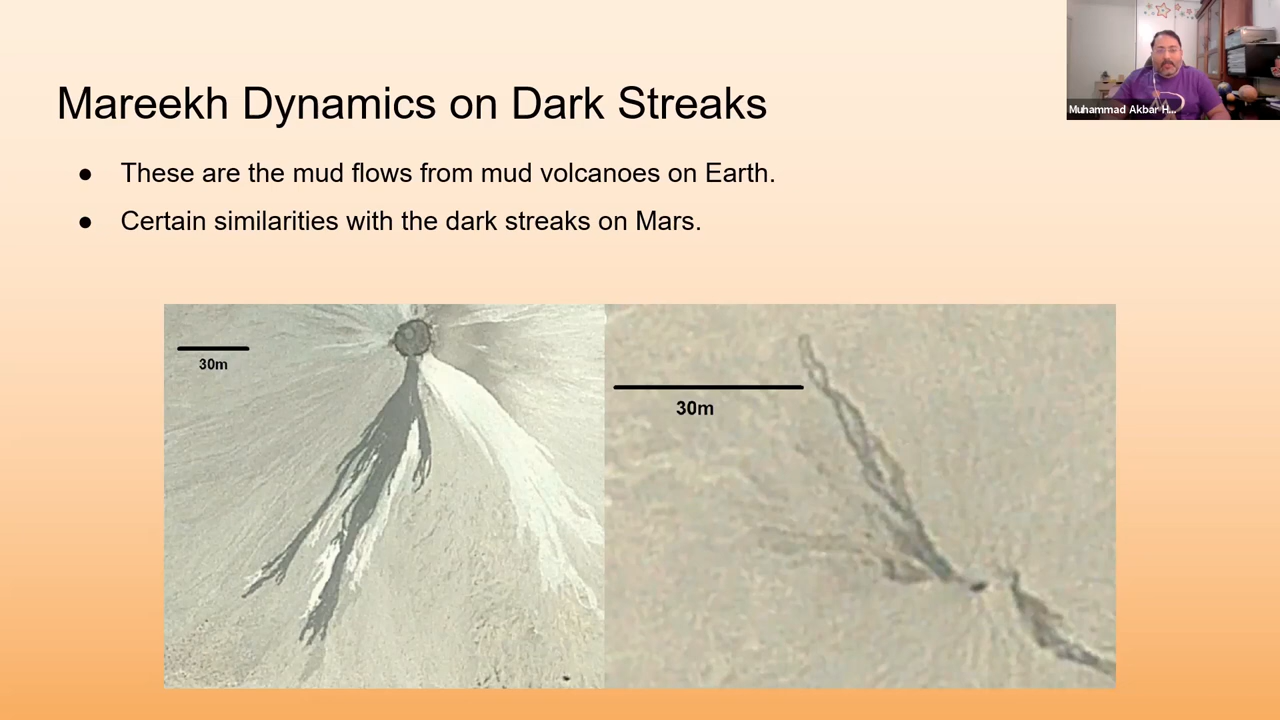 Mareekh Dynamics on Dark Streaks
Muhammad Akbar H...
● These are the mud flows from mud volcanoes on Earth.
● Certain similarities with the dark streaks on Mars.
30m
30m